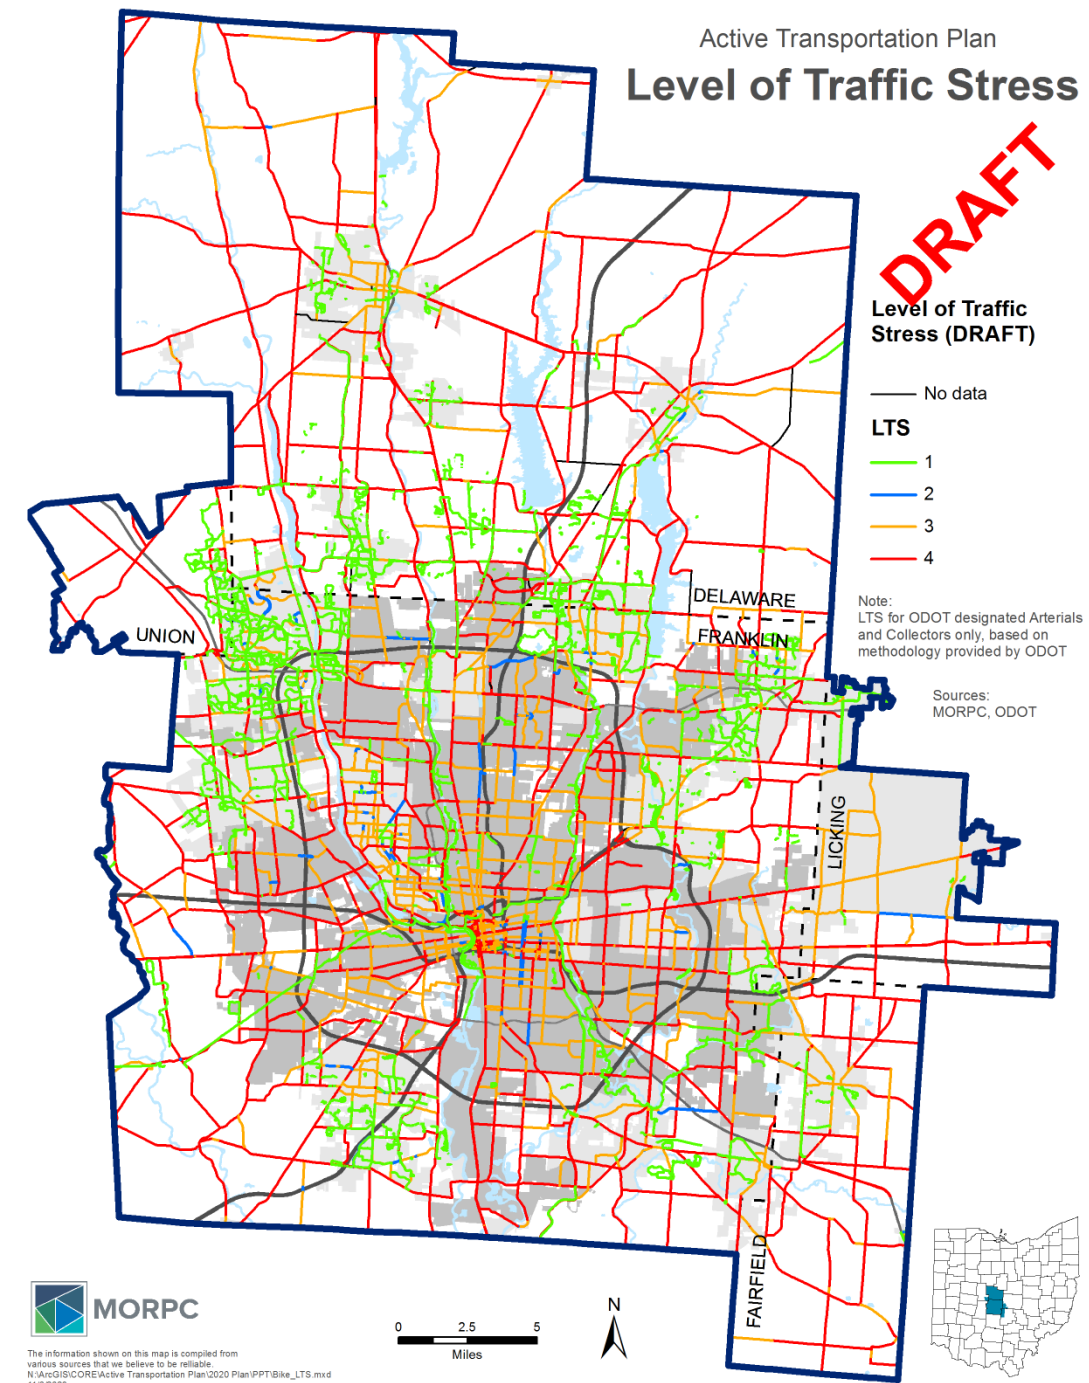 Active Transportation Plan
Level of Traffic Stress
DRAFT
Level of Traffic
Stress (DRAFT)
No data
LTS
1
2
3
4
DELAWARE
FRANKLIN
UNION
Note:
LTS for ODOT designated Arterials
and Collectors only, based on
methodology provided by ODOT
Sources:
MORPC, ODOT
LICKING
FAIRFIELD
MORPC
0 2.5 5
Miles
N
The information shown on this map is compiled from
various sources that we believe to be relliable.
N:\ArcGIS\CORE\Active Transportation Plan\2020 Plan\PPT\Bike_LTS.mxd